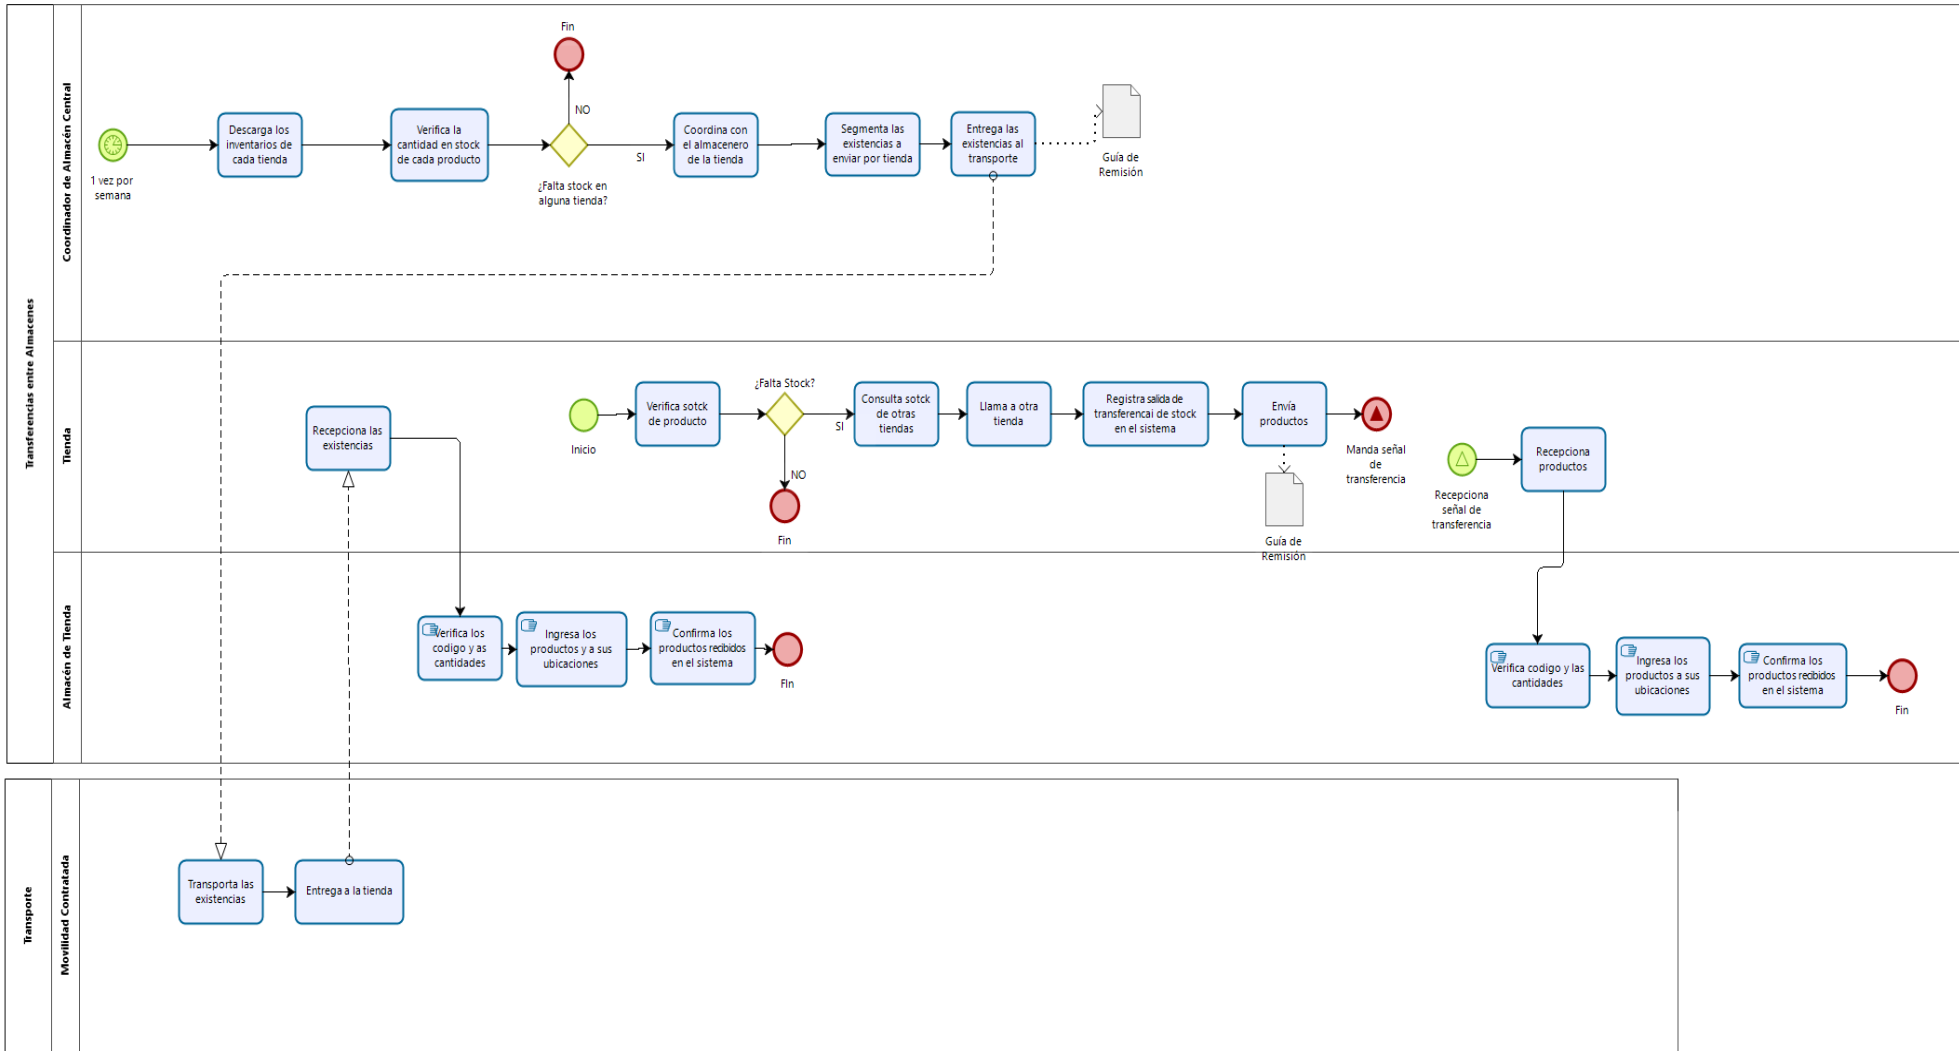 Transferencias entre Almacenes
Coordinador de Almacén Central
1 vez por
semana
Descarga los
inventarios de
cada tienda
Verifica la
cantidad en stock
de cada producto
Fin
NO
¿Falta stock en
alguna tienda?
SI
Coordina con
el almacenero
de la tienda
Segmenta las
existencias a
enviar por tienda
Entrega las
existencias al
transporte
Guía de
Remisión
Tienda
Recepciona las
existencias
Inicio
Verifica sotck
de producto
¿Falta Stock?
SI
NO
Fin
Consulta sotck
de otras
tiendas
Llama a otra
tienda
Registra salida de
transferencai de stock
en el sistema
Envía
productos
Guía de
Remisión
Manda señal
de
transferencia
Recepciona
señal de
transferencia
Recepciona
productos
Almacén de Tienda
Verifica los
codigo y as
cantidades
Ingresa los
productos y a sus
ubicaciones
Confirma los
productos recibidos
en el sistema
FIn
Verifica codigo y las
cantidades
Ingresa los
productos a sus
ubicaciones
Confirma los
productos recibidos
en el sistema
Fin
Transporte
Movilidad Contratada
Transporta las
existencias
Entrega a la tienda